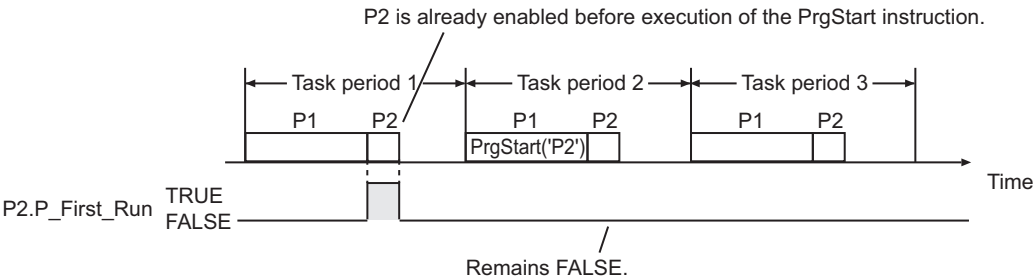 P2 is already enabled before execution of the PrgStart instruction.
Task period 1 Task period 2 Task period 3
P1 P2 P1 P2 P1 P2
PrgStart('P2')
Time
P2.P_First_Run TRUE
FALSE
Remains FALSE.